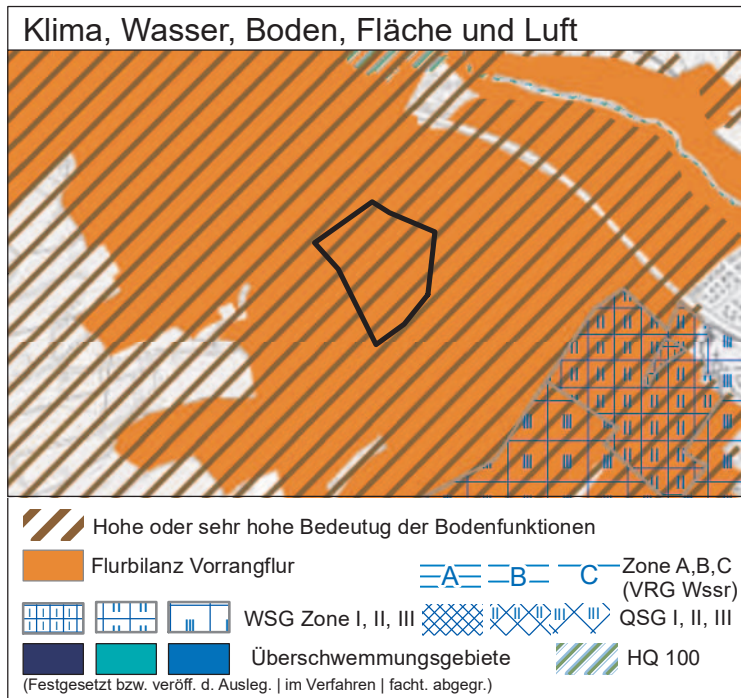 Klima, Wasser, Boden, Fläche und Luft
Hohe oder sehr hohe Bedeutug der Bodenfunktionen
Flurbilanz Vorrangflur
A B C Zone A,B,C
(VRG Wssr)
WSG Zone I, II, III
QSG I, II, III
Überschwemmungsgebiete
HQ 100
(Festgesetzt bzw. veröff. d. Ausleg. | im Verfahren | facht. abgegr.)